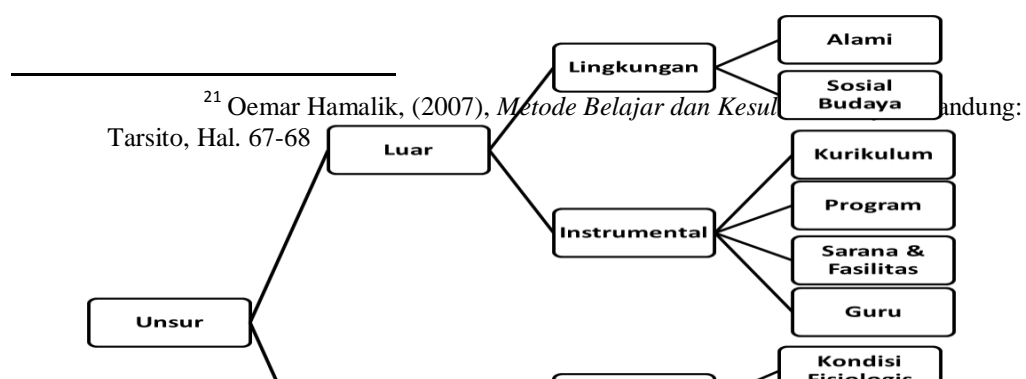 Alami
Lingkungan
Sosial
Budaya
21 Oemar Hamalik, (2007), Metode Belajar dan Kesul andung:
Tarsito, Hal. 67-68
Luar
Kurikulum
Program
Instrumental
Sarana &
Fasilitas
Guru
Unsur
Kondisi
Fisiologis